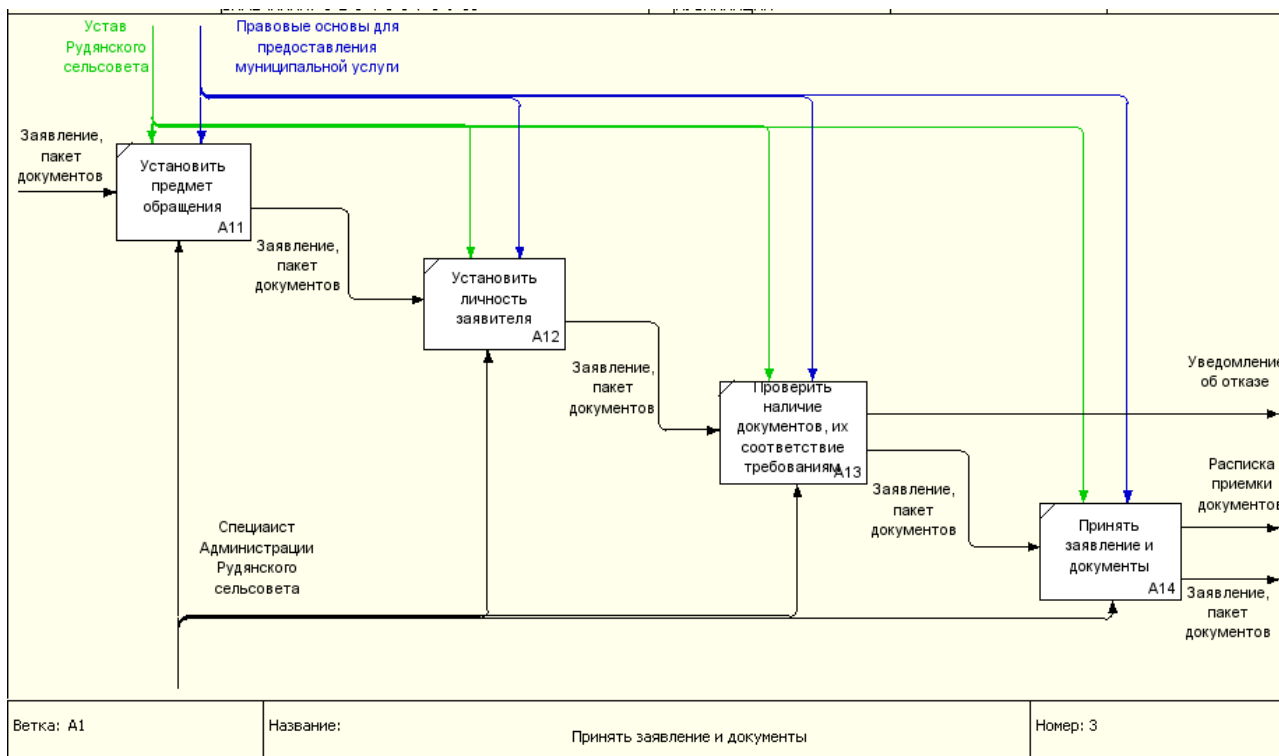 Устав
Рудянского
сельсовета
Правовые основы для
предоставления
муниципальной услуги
Заявление,
пакет
документов
Установить
предмет
обращения
A11
Заявление,
пакет
документов
Установить
личность
заявителя
A12
Заявление,
пакет
документов
Проверить
наличие
документов, их
соответствие
требованиям
A13
Уведомление
об отказе
Заявление,
пакет
документов
Расписка
приемки
документов
Принять
заявление и
документы
A14
Заявление,
пакет
документов
Специаист
Администрации
Рудянского
сельсовета
Ветка: A1
Название:
Принять заявление и документы
Номер: 3